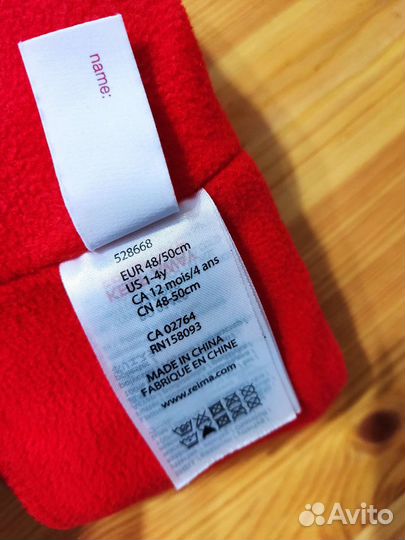 name:
528668
EUR 48/50cm
US 1-4y
CA 12 mois/4 ans
CN 48-50cm
CA 02764
RN158093
MADE IN CHINA
FABRIQUE EN CHINE
www.reima.com
Avito